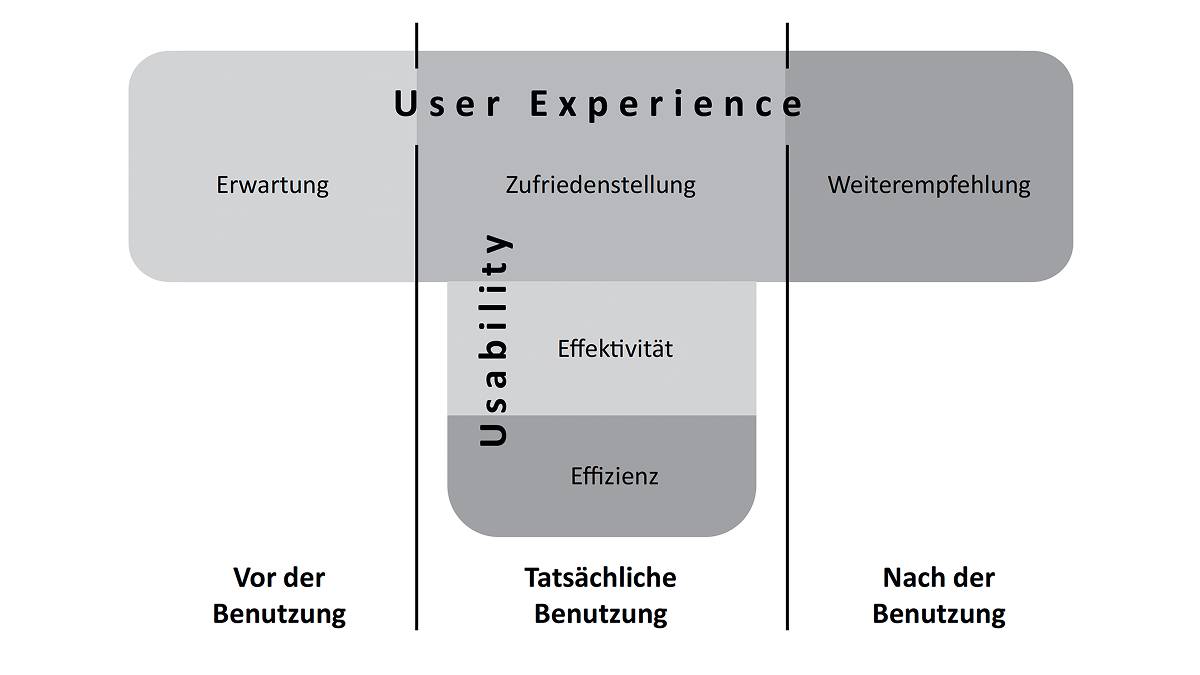 User Experience
Erwartung
Zufriedenstellung
Weiterempfehlung
Usability
Effektivität
Effizienz
Vor der
Benutzung
Tatsächliche
Benutzung
Nach der
Benutzung